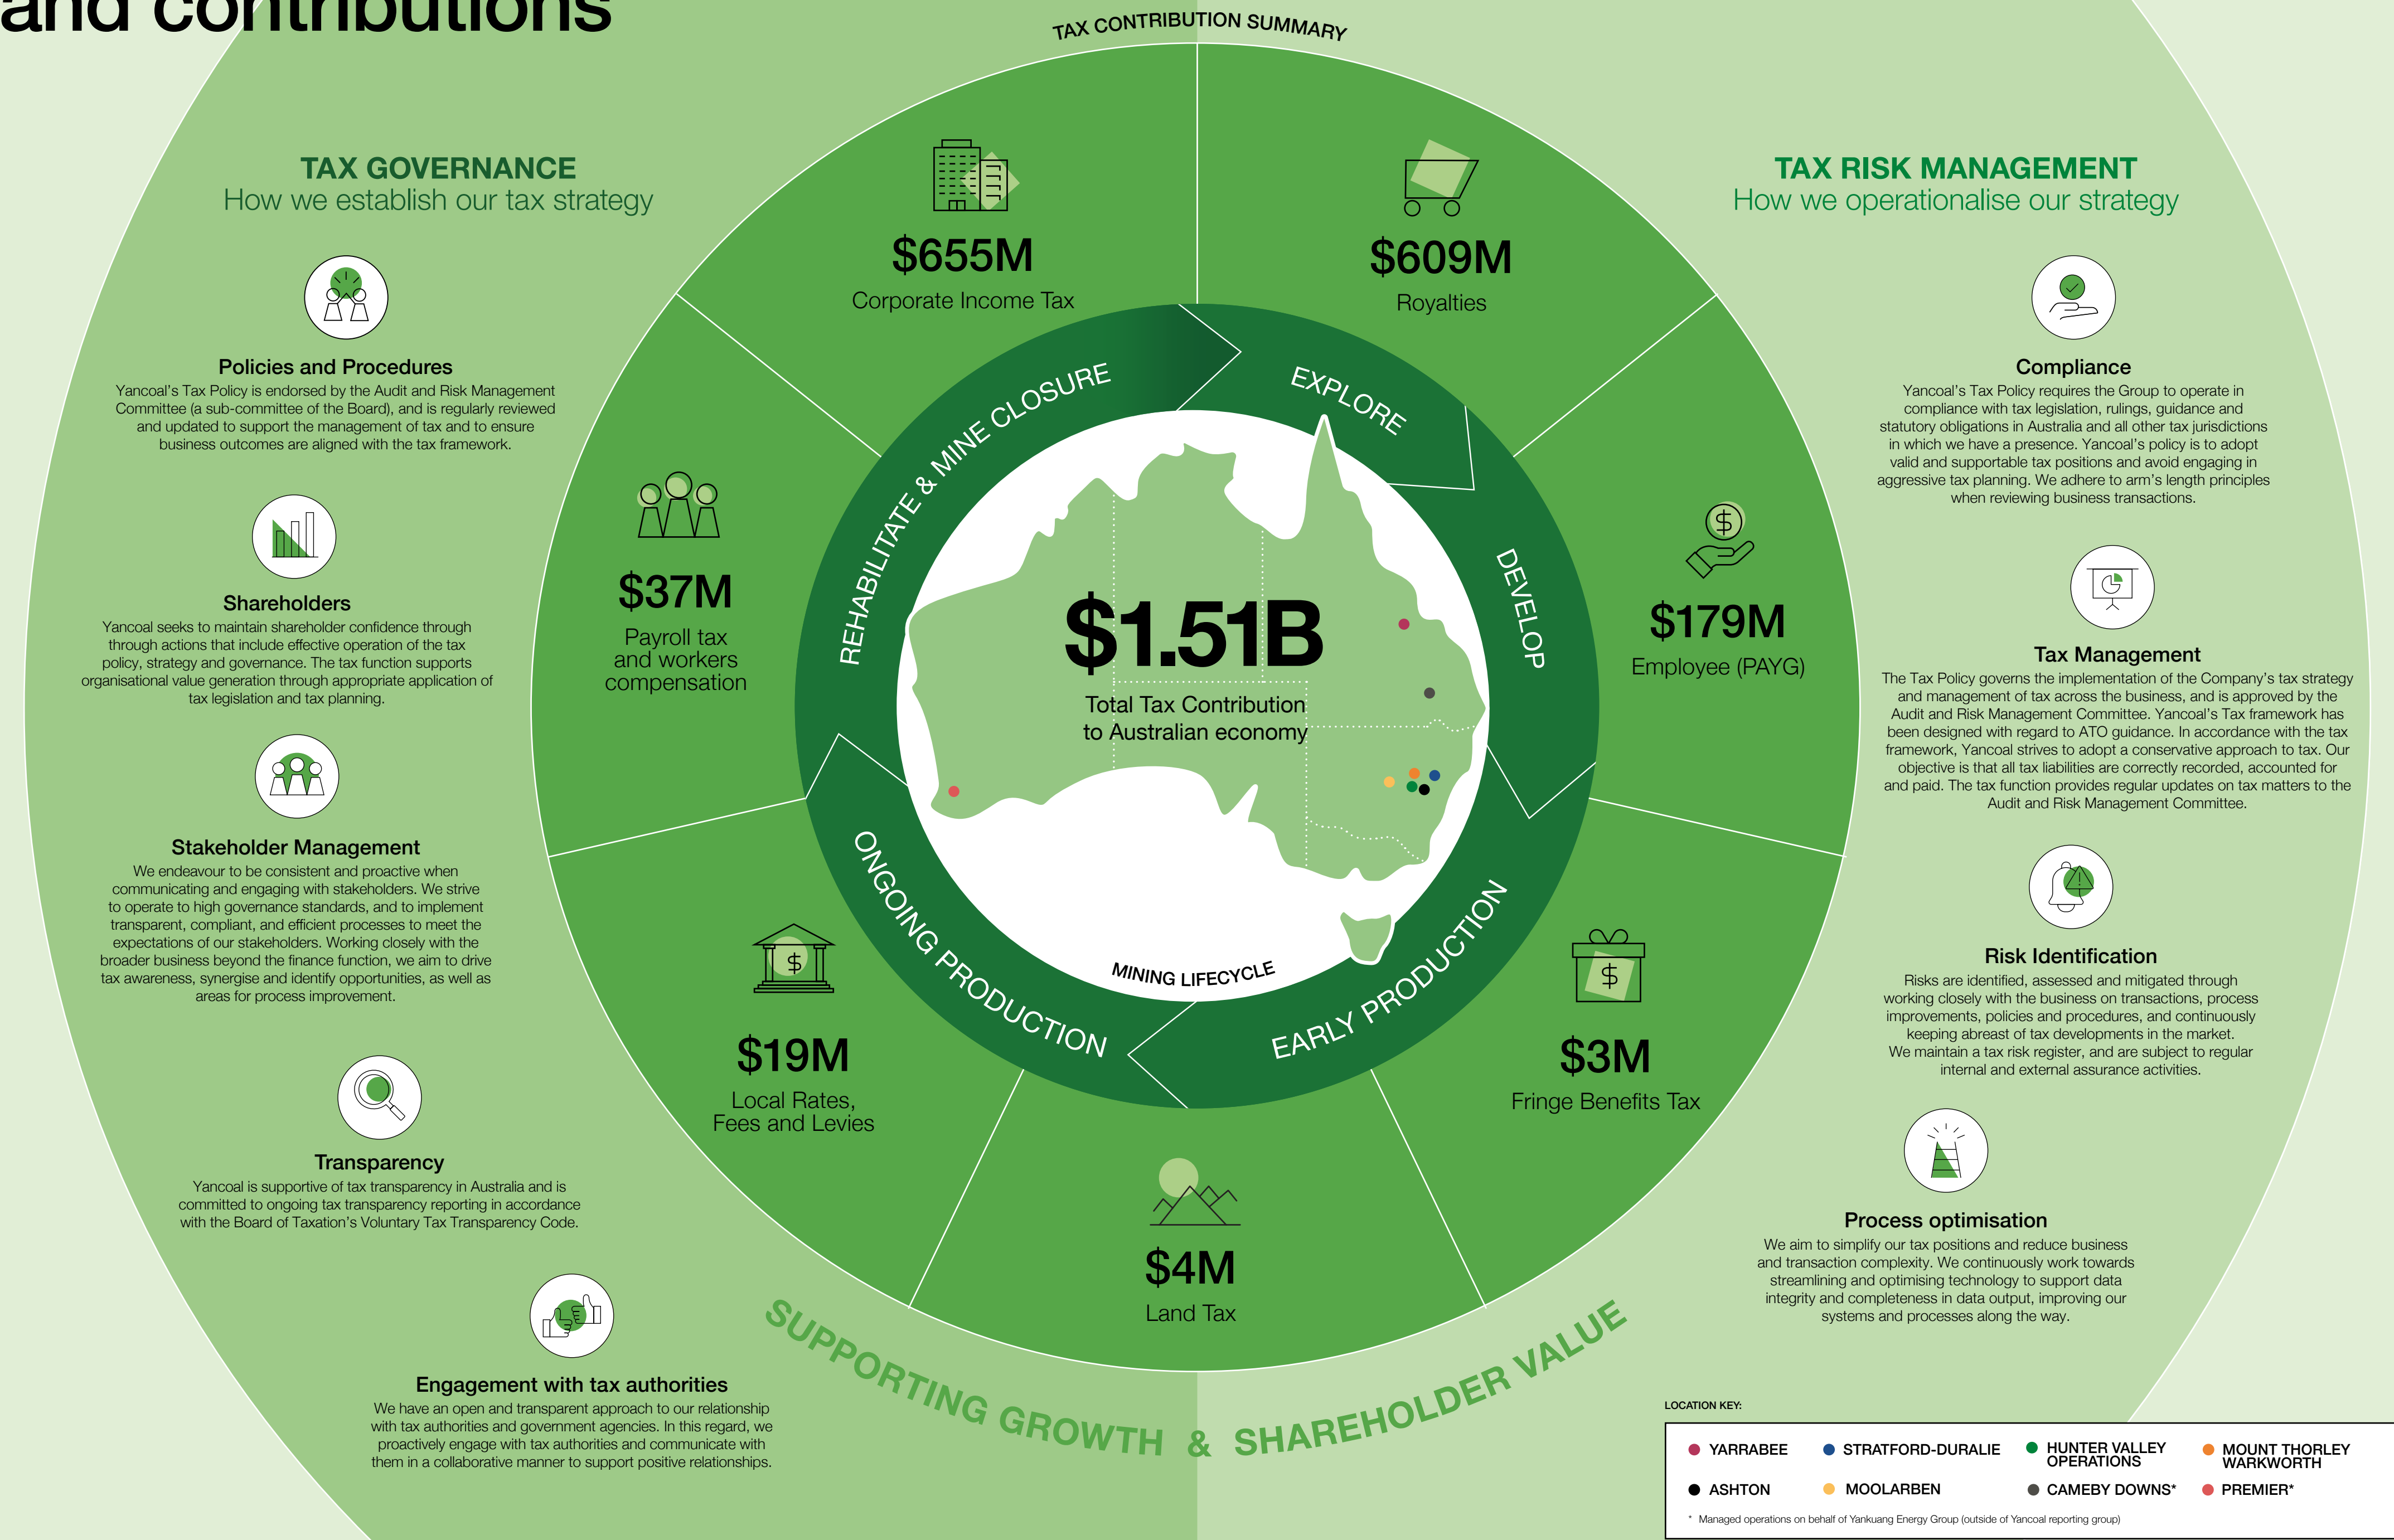 and contributions
TAX CONTRIBUTION SUMMARY
TAX GOVERNANCE
How we establish our tax strategy
Policies and Procedures
Yancoal's Tax Policy is endorsed by the Audit and Risk Management
Committee (a sub-committee of the Board), and is regularly reviewed
and updated to support the management of tax and to ensure
business outcomes are aligned with the tax framework.
Shareholders
Yancoal seeks to maintain shareholder confidence through
through actions that include effective operation of the tax
policy, strategy and governance. The tax function supports
organisational value generation through appropriate application of
tax legislation and tax planning.
Stakeholder Management
We endeavour to be consistent and proactive when
communicating and engaging with stakeholders. We strive
to operate to high governance standards, and to implement
transparent, compliant, and efficient processes to meet the
expectations of our stakeholders. Working closely with the
broader business beyond the finance function, we aim to drive
tax awareness, synergise and identify opportunities, as well as
areas for process improvement.
Transparency
Yancoal is supportive of tax transparency in Australia and is
committed to ongoing tax transparency reporting in accordance
with the Board of Taxation's Voluntary Tax Transparency Code.
Engagement with tax authorities
We have an open and transparent approach to our relationship
with tax authorities and government agencies. In this regard, we
proactively engage with tax authorities and communicate with
them in a collaborative manner to support positive relationships.
$655M
Corporate Income Tax
$609M
Royalties
$179M
Employee (PAYG)
$3M
Fringe Benefits Tax
$4M
Land Tax
$19M
Local Rates,
Fees and Levies
$37M
Payroll tax
and workers
compensation
EXPLORE
DEVELOP
EARLY PRODUCTION
ONGOING PRODUCTION
REHABILITATE & MINE CLOSURE
$1.51B
Total Tax Contribution
to Australian economy
MINING LIFECYCLE
SUPPORTING GROWTH & SHAREHOLDER VALUE
TAX RISK MANAGEMENT
How we operationalise our strategy
Compliance
Yancoal's Tax Policy requires the Group to operate in
compliance with tax legislation, rulings, guidance and
statutory obligations in Australia and all other tax jurisdictions
in which we have a presence. Yancoal's policy is to adopt
valid and supportable tax positions and avoid engaging in
aggressive tax planning. We adhere to arm's length principles
when reviewing business transactions.
Tax Management
The Tax Policy governs the implementation of the Company's tax strategy
and management of tax across the business, and is approved by the
Audit and Risk Management Committee. Yancoal's Tax framework has
been designed with regard to ATO guidance. In accordance with the tax
framework, Yancoal strives to adopt a conservative approach to tax. Our
objective is that all tax liabilities are correctly recorded, accounted for
and paid. The tax function provides regular updates on tax matters to the
Audit and Risk Management Committee.
Risk Identification
Risks are identified, assessed and mitigated through
working closely with the business on transactions, process
improvements, policies and procedures, and continuously
keeping abreast of tax developments in the market.
We maintain a tax risk register, and are subject to regular
internal and external assurance activities.
Process optimisation
We aim to simplify our tax positions and reduce business
and transaction complexity. We continuously work towards
streamlining and optimising technology to support data
integrity and completeness in data output, improving our
systems and processes along the way.
LOCATION KEY:
YARRABEE
STRATFORD-DURALIE
HUNTER VALLEY
OPERATIONS
MOUNT THORLEY
WARKWORTH
ASHTON
MOOLARBEN
CAMEBY DOWNS*
PREMIER*
* Managed operations on behalf of Yankuang Energy Group (outside of Yancoal reporting group)